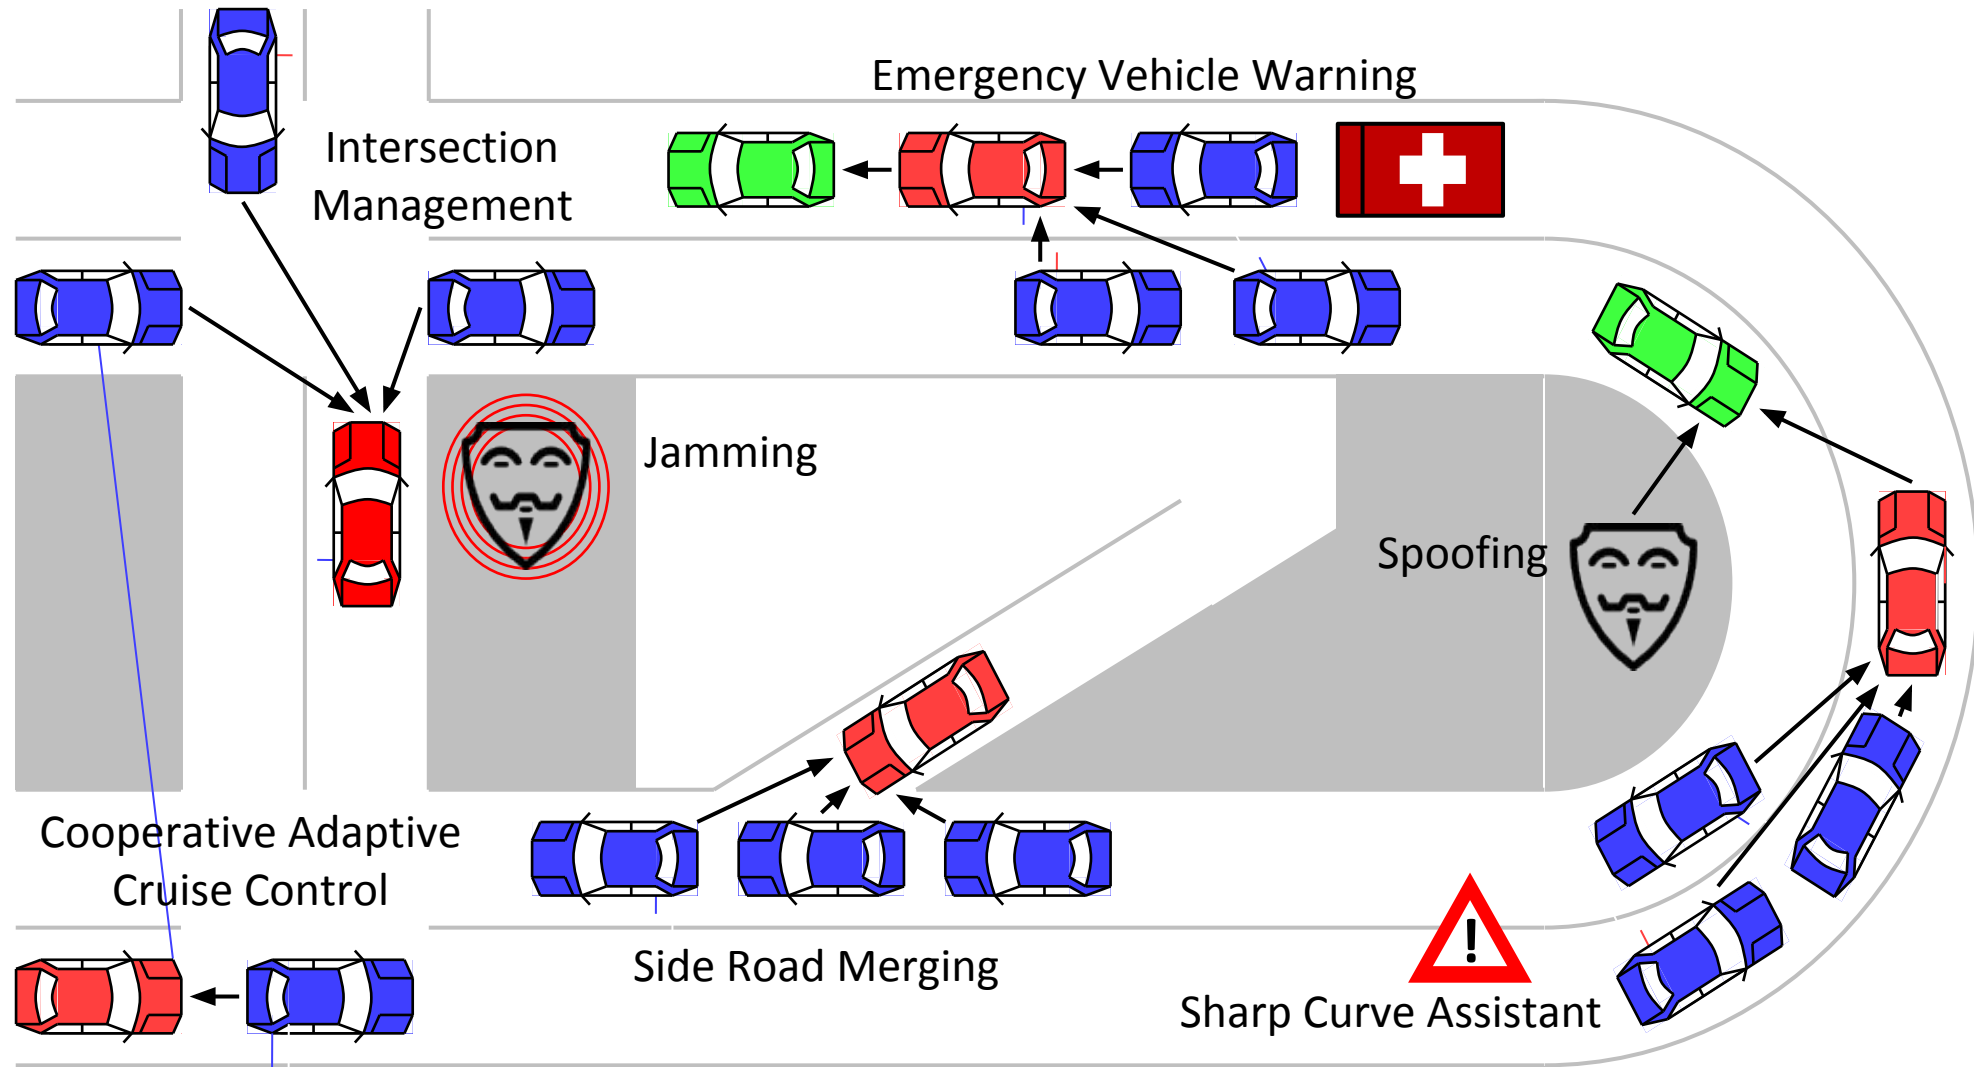 Emergency Vehicle Warning
Intersection
Management
Jamming
Spoofing
Cooperative Adaptive
Cruise Control
Side Road Merging
!
Sharp Curve Assistant